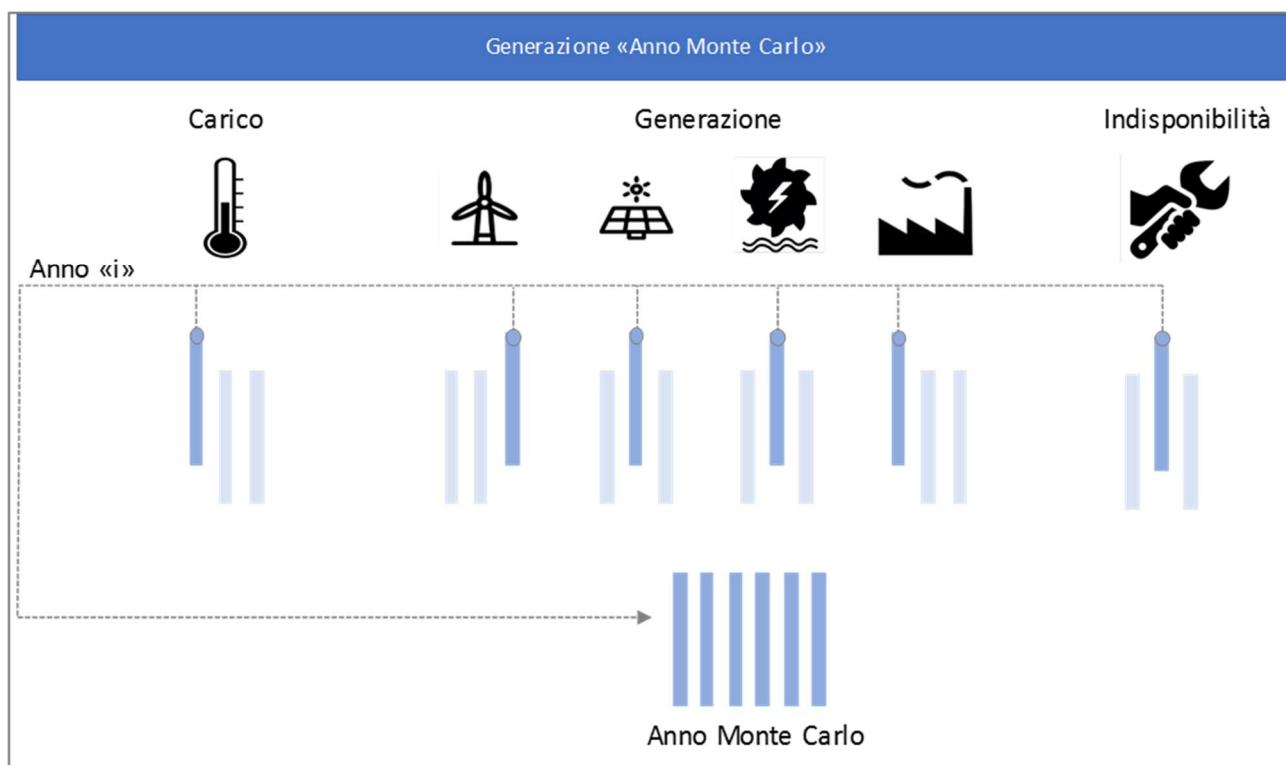 Generazione «Anno Monte Carlo»
Carico
Generazione
Indisponibilità
Anno «i»
Anno Monte Carlo